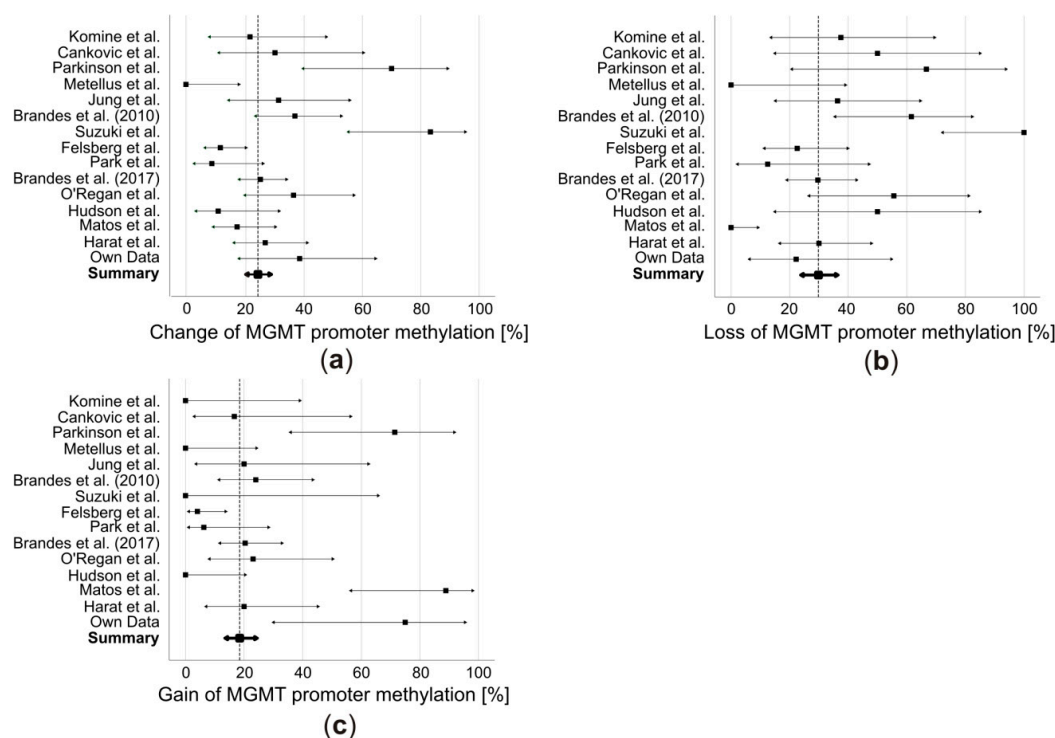 Komine et al.
Cankovic et al.
Parkinson et al.
Metellus et al.
Jung et al.
Brandes et al. (2010)
Suzuki et al.
Felsberg et al.
Park et al.
Brandes et al. (2017)
O'Regan et al.
Hudson et al.
Matos et al.
Harat et al.
Own Data
Summary
0 20 40 60 80 100
Change of MGMT promoter methylation [%]
(a)
Komine et al.
Cankovic et al.
Parkinson et al.
Metellus et al.
Jung et al.
Brandes et al. (2010)
Suzuki et al.
Felsberg et al.
Park et al.
Brandes et al. (2017)
O'Regan et al.
Hudson et al.
Matos et al.
Harat et al.
Own Data
Summary
0 20 40 60 80 100
Loss of MGMT promoter methylation [%]
(b)
Komine et al.
Cankovic et al.
Parkinson et al.
Metellus et al.
Jung et al.
Brandes et al. (2010)
Suzuki et al.
Felsberg et al.
Park et al.
Brandes et al. (2017)
O'Regan et al.
Hudson et al.
Matos et al.
Harat et al.
Own Data
Summary
0 20 40 60 80 100
Gain of MGMT promoter methylation [%]
(c)